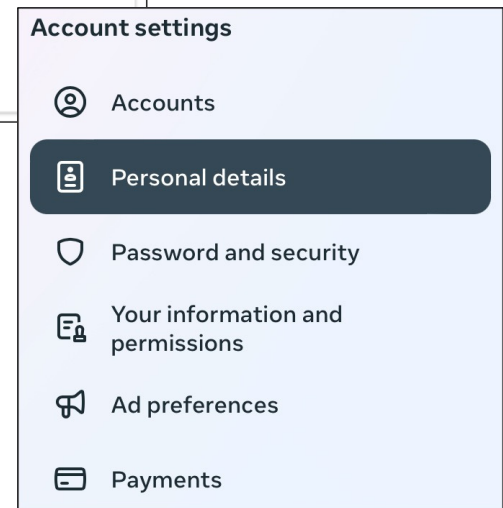 Account settings
Accounts
Personal details
Password and security
Your information and
permissions
Ad preferences
Payments